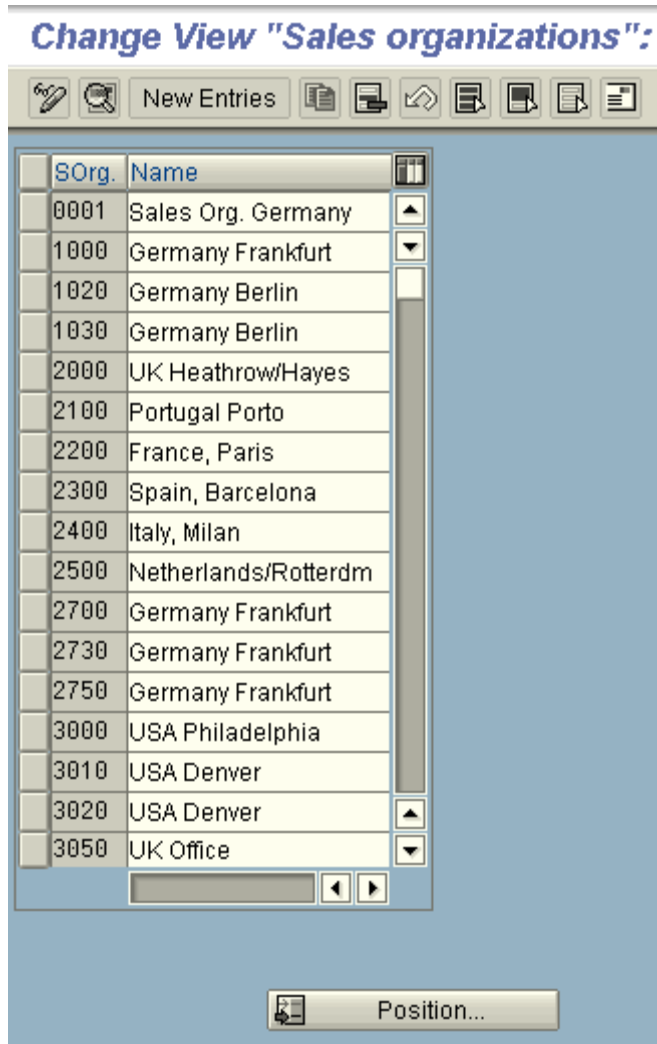 Change View "Sales organizations":
New Entries
SOrg. Name
0001 Sales Org. Germany
1000 Germany Frankfurt
1020 Germany Berlin
1030 Germany Berlin
2000 UK Heathrow/Hayes
2100 Portugal Porto
2200 France, Paris
2300 Spain, Barcelona
2400 Italy, Milan
2500 Netherlands/Rotterdm
2700 Germany Frankfurt
2730 Germany Frankfurt
2750 Germany Frankfurt
3000 USA Philadelphia
3010 USA Denver
3020 USA Denver
3050 UK Office
Position...